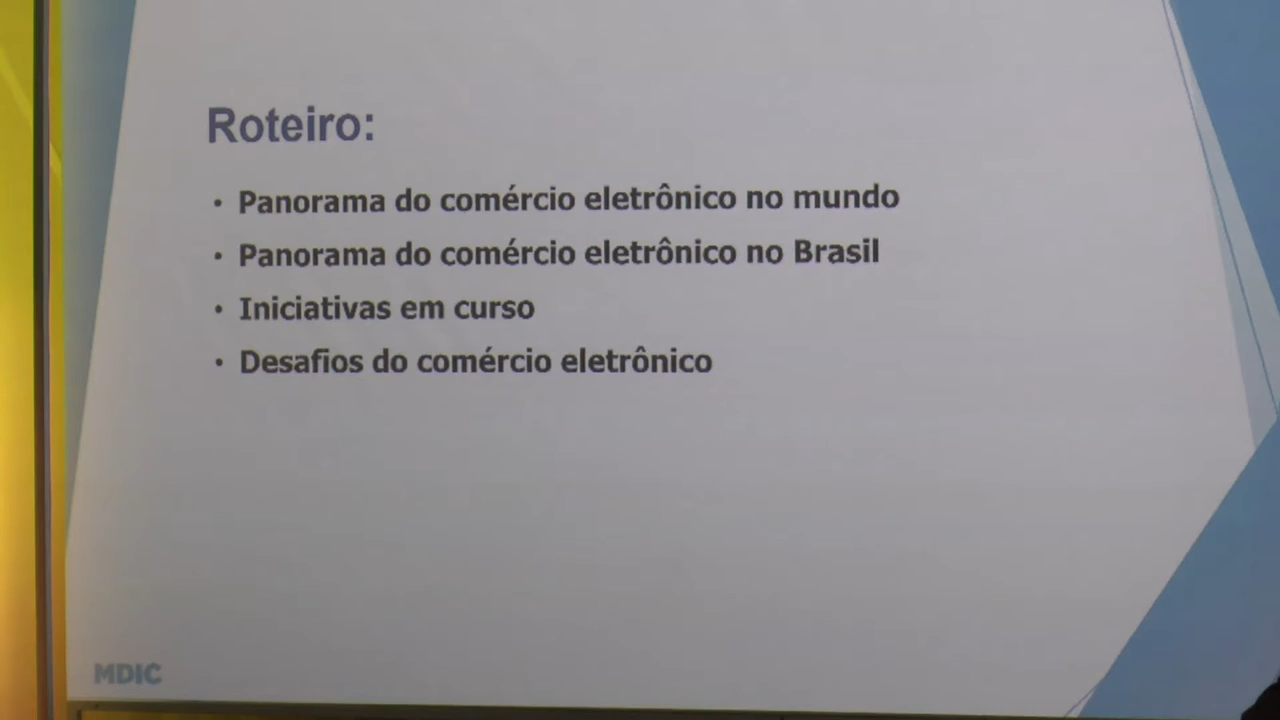 Roteiro:
• Panorama do comércio eletrônico no mundo
• Panorama do comércio eletrônico no Brasil
• Iniciativas em curso
• Desafios do comércio eletrônico
MDIC